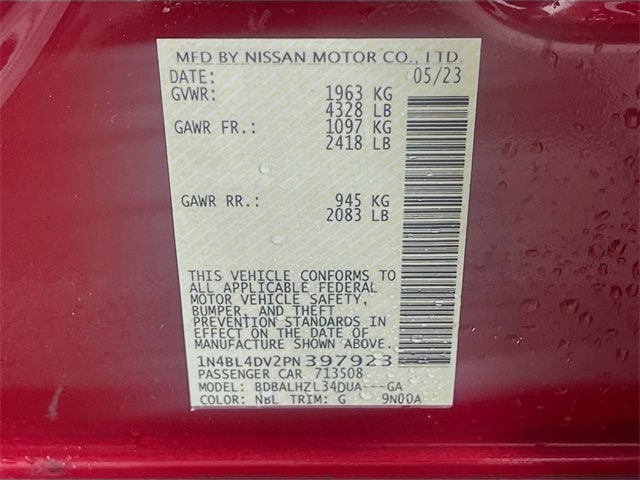 MFD BY NISSAN MOTOR CO., LTD.
DATE: 05/23
GVWR: 1963 KG
4328 LB
GAWR FR.: 1097 KG
2418 LB
GAWR RR.: 945 KG
2083 LB
THIS VEHICLE CONFORMS TO
ALL APPLICABLE FEDERAL
MOTOR VEHICLE SAFETY,
BUMPER, AND THEFT
PREVENTION STANDARDS IN
EFFECT ON THE DATE OF
MANUFACTURE SHOWN ABOVE.
1N4BL4DV2PN397923
PASSENGER CAR 713508
MODEL: BDBALHZL34DUA---GA
COLOR: NBL TRIM: G 9N00A